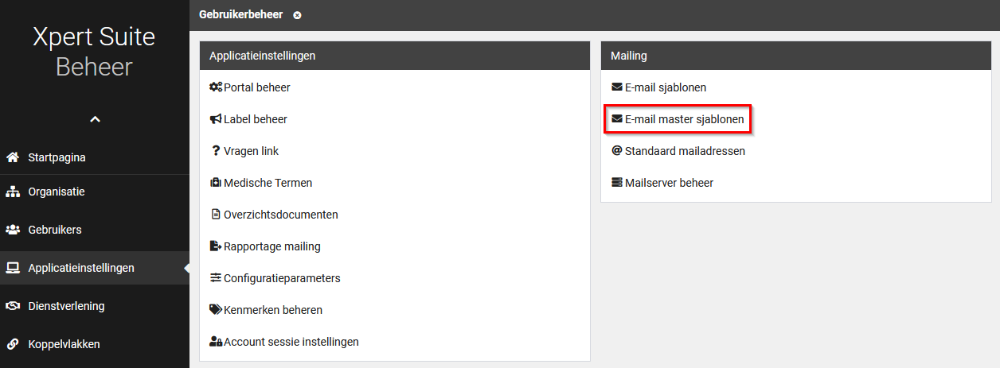 Xpert Suite
Beheer
Startpagina
Organisatie
Gebruikers
Applicatieinstellingen
Dienstverlening
Koppelvlakken
Gebruikerbeheer
Applicatieinstellingen
Portal beheer
Label beheer
Vragen link
Medische Termen
Overzichtsdocumenten
Rapportage mailing
Configuratieparameters
Kenmerken beheren
Account sessie instellingen
Mailing
E-mail sjablonen
E-mail master sjablonen
Standaard mailadressen
Mailserver beheer